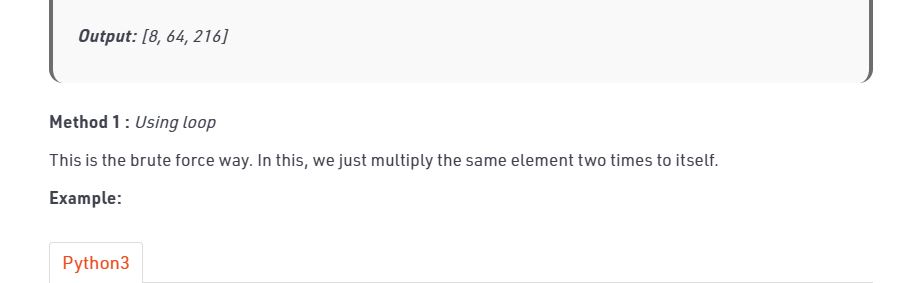 Output: [8, 64, 216]
Method 1 : Using loop
This is the brute force way. In this, we just multiply the same element two times to itself.
Example:
Python3